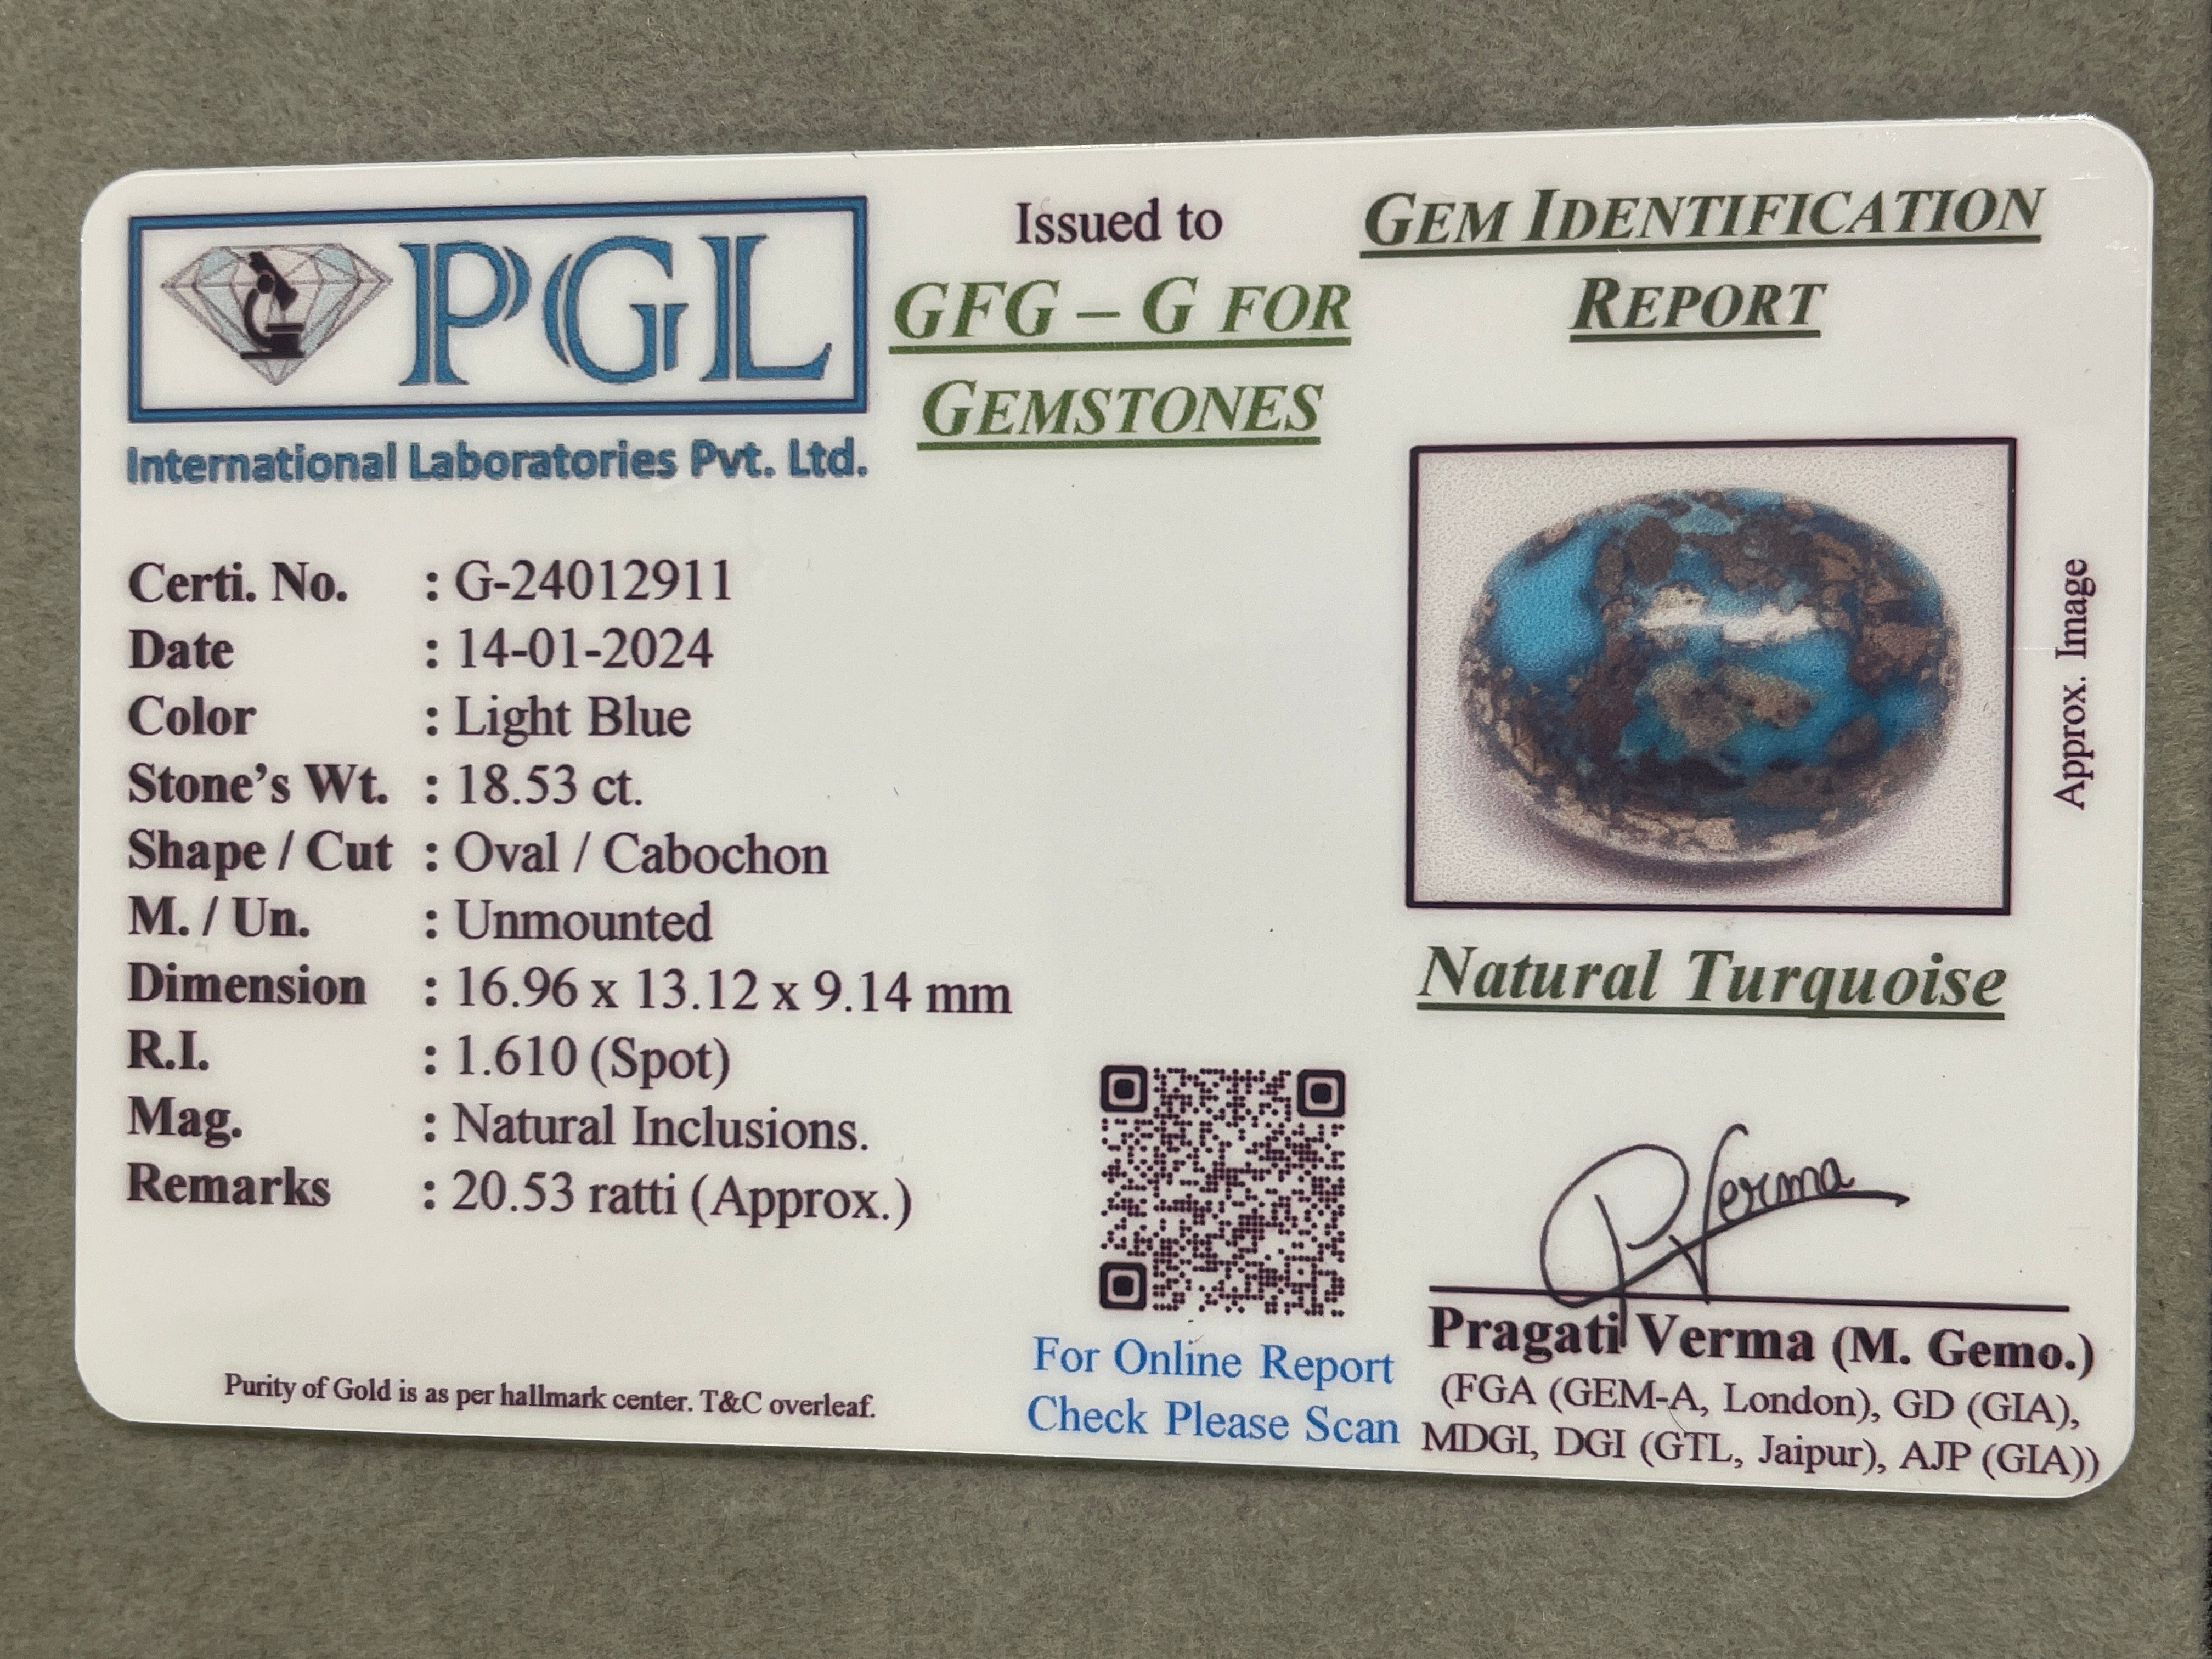 PGL
International Laboratories Pvt. Ltd.
Issued to
GFG – G FOR
GEMSTONES
GEM IDENTIFICATION
REPORT
Certi. No. : G-24012911
Date : 14-01-2024
Color : Light Blue
Stone's Wt. : 18.53 ct.
Shape / Cut : Oval / Cabochon
M. / Un. : Unmounted
Dimension : 16.96 x 13.12 x 9.14 mm
R.I. : 1.610 (Spot)
Mag. : Natural Inclusions.
Remarks : 20.53 ratti (Approx.)
Purity of Gold is as per hallmark center. T&C overleaf.
For Online Report
Check Please Scan
Approx. Image
Natural Turquoise
PVerma
Pragati Verma (M. Gemo.)
(FGA (GEM-A, London), GD (GIA),
MDGI, DGI (GTL, Jaipur), AJP (GIA))